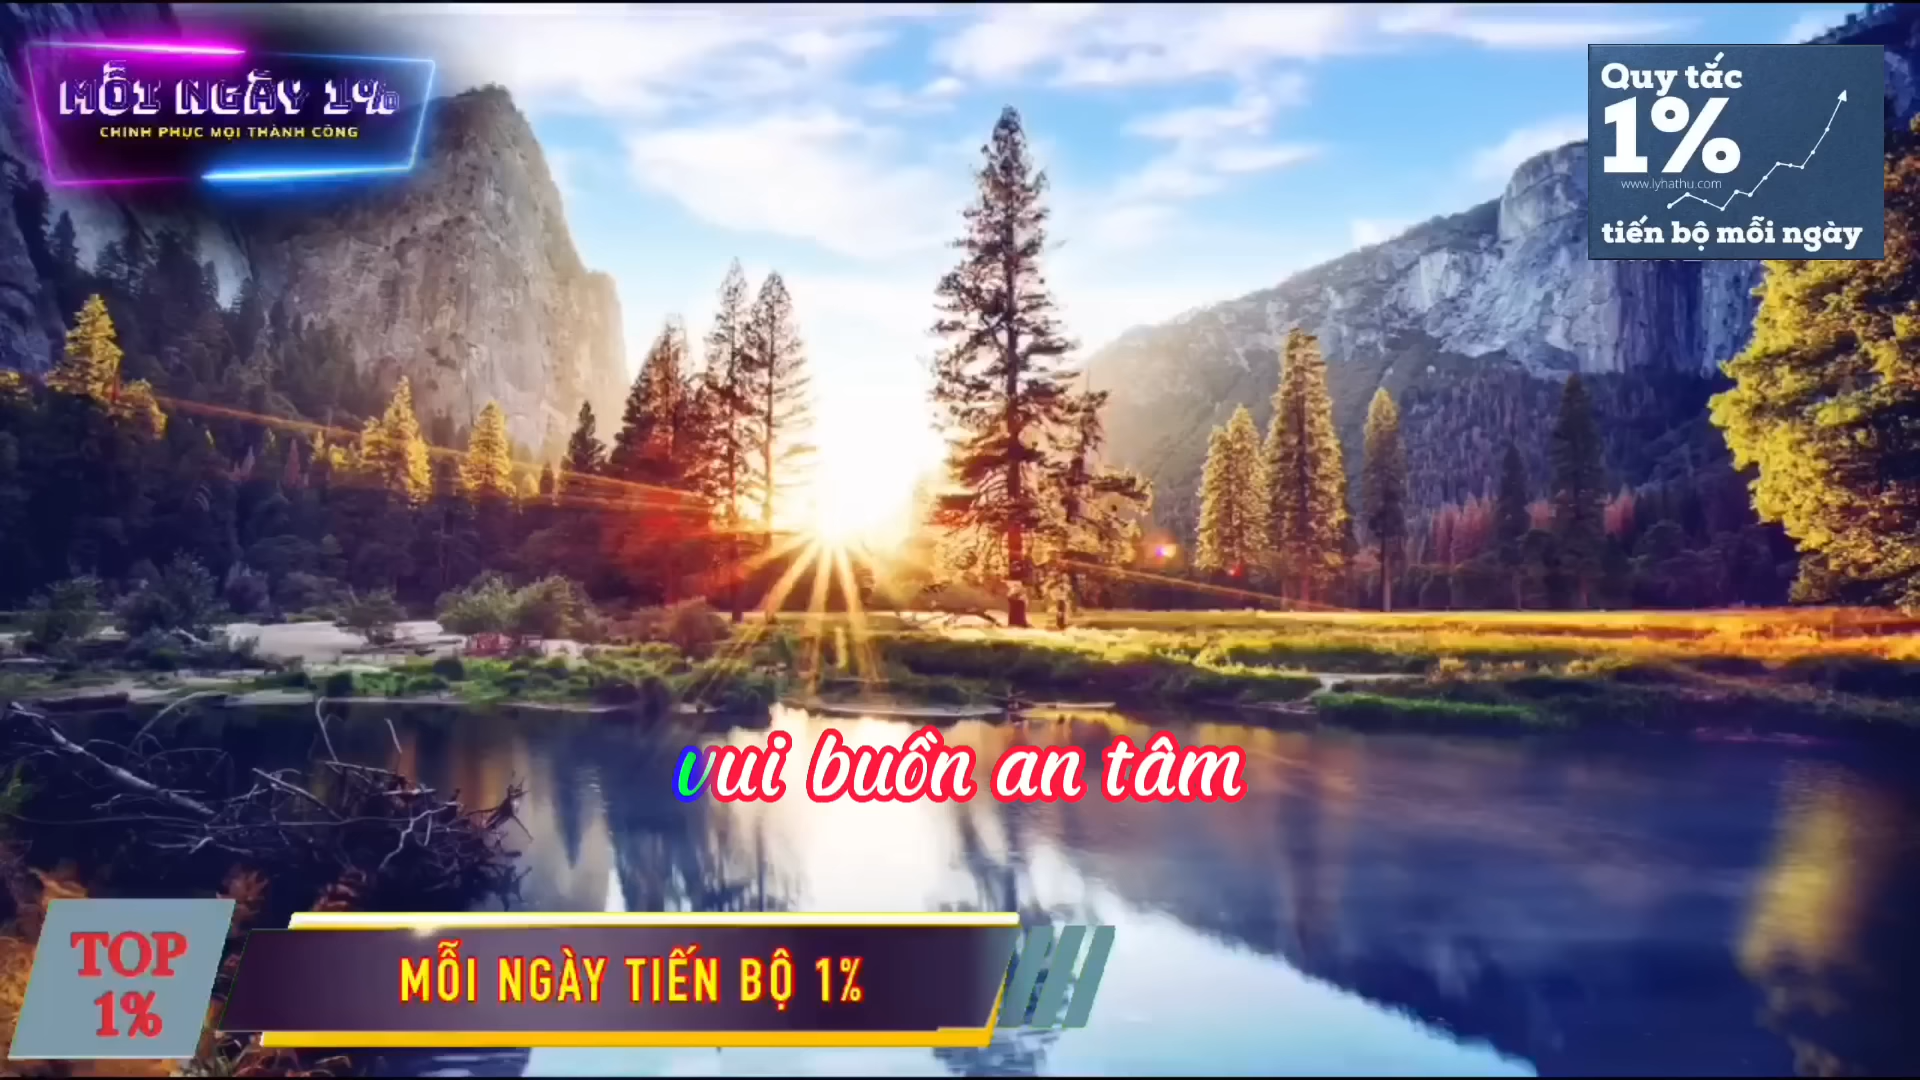 MỖI NGÀY 1%
CHINH PHỤC MỌI THÀNH CÔNG
Quy tắc
1%
www.lyhathu.com
tiến bộ mỗi ngày
vui buồn an tâm
TOP
1%
MỖI NGÀY TIẾN BỘ 1%